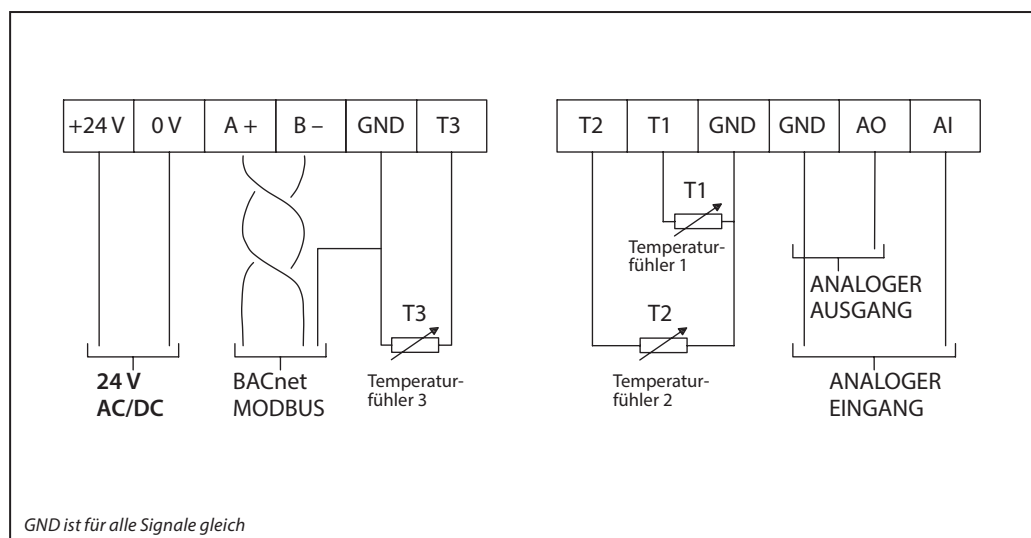 +24 V 0 V A + B – GND T3
T2 T1 GND GND AO AI
T1
Temperatur-
fühler 1
ANALOGER
AUSGANG
T3
T2
24 V
AC/DC
BACnet
MODBUS
Temperatur-
fühler 3
Temperatur-
fühler 2
ANALOGER
EINGANG
GND ist für alle Signale gleich